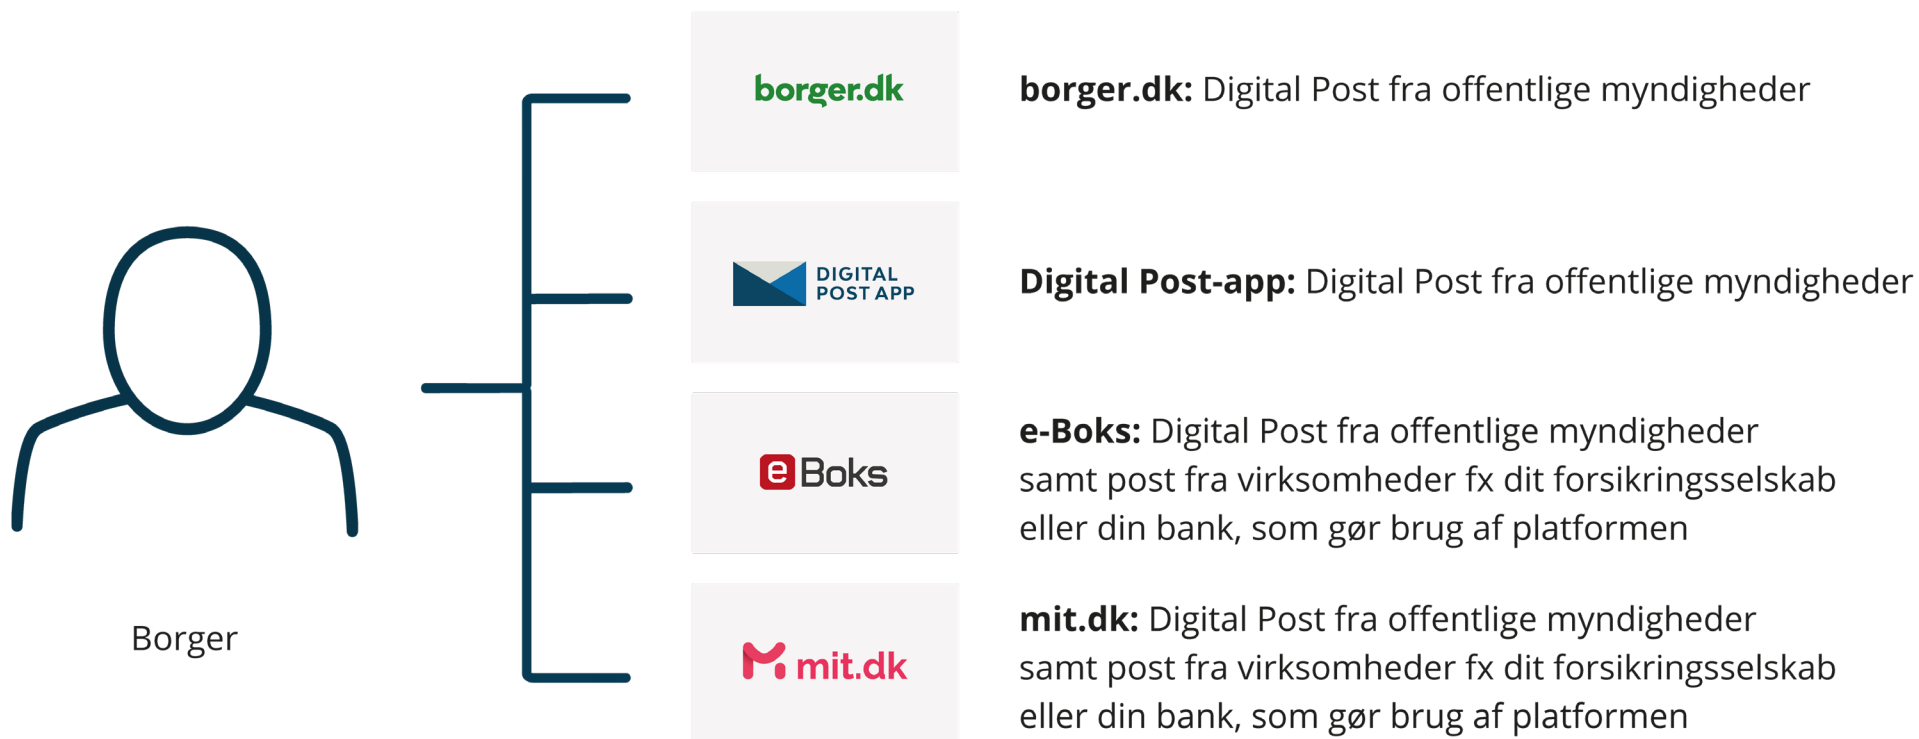 borger.dk
borger.dk: Digital Post fra offentlige myndigheder
DIGITAL
POST APP
Digital Post-app: Digital Post fra offentlige myndigheder
e Boks
e-Boks: Digital Post fra offentlige myndigheder
samt post fra virksomheder fx dit forsikringsselskab
eller din bank, som gør brug af platformen
Borger
mit.dk
mit.dk: Digital Post fra offentlige myndigheder
samt post fra virksomheder fx dit forsikringsselskab
eller din bank, som gør brug af platformen